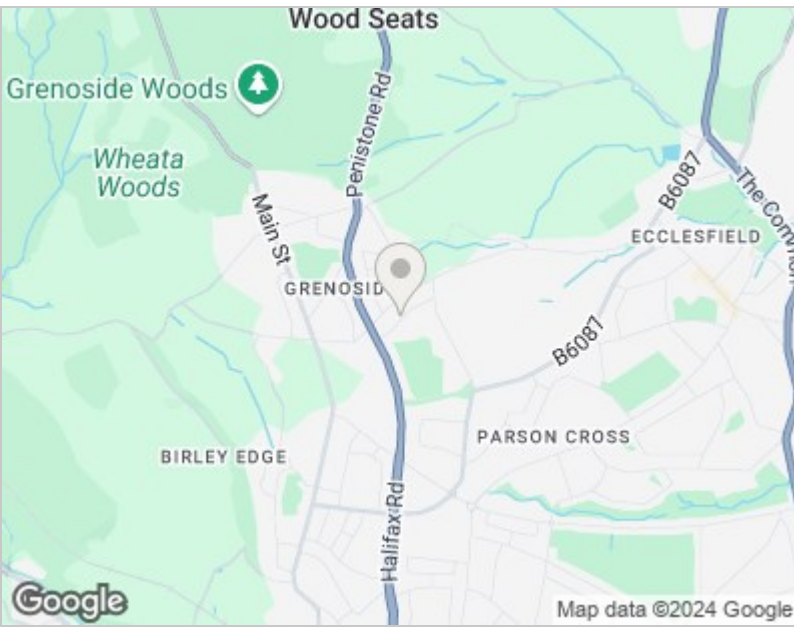 Wood Seats
Grenoside Woods
Wheata
Woods
Penistone Rd
Main St
B6087
The Common
ECCLESFIELD
GRENOSID
B6087
PARSON CROSS
BIRLEY EDGE
Halifax Rd
Google
Map data ©2024 Google